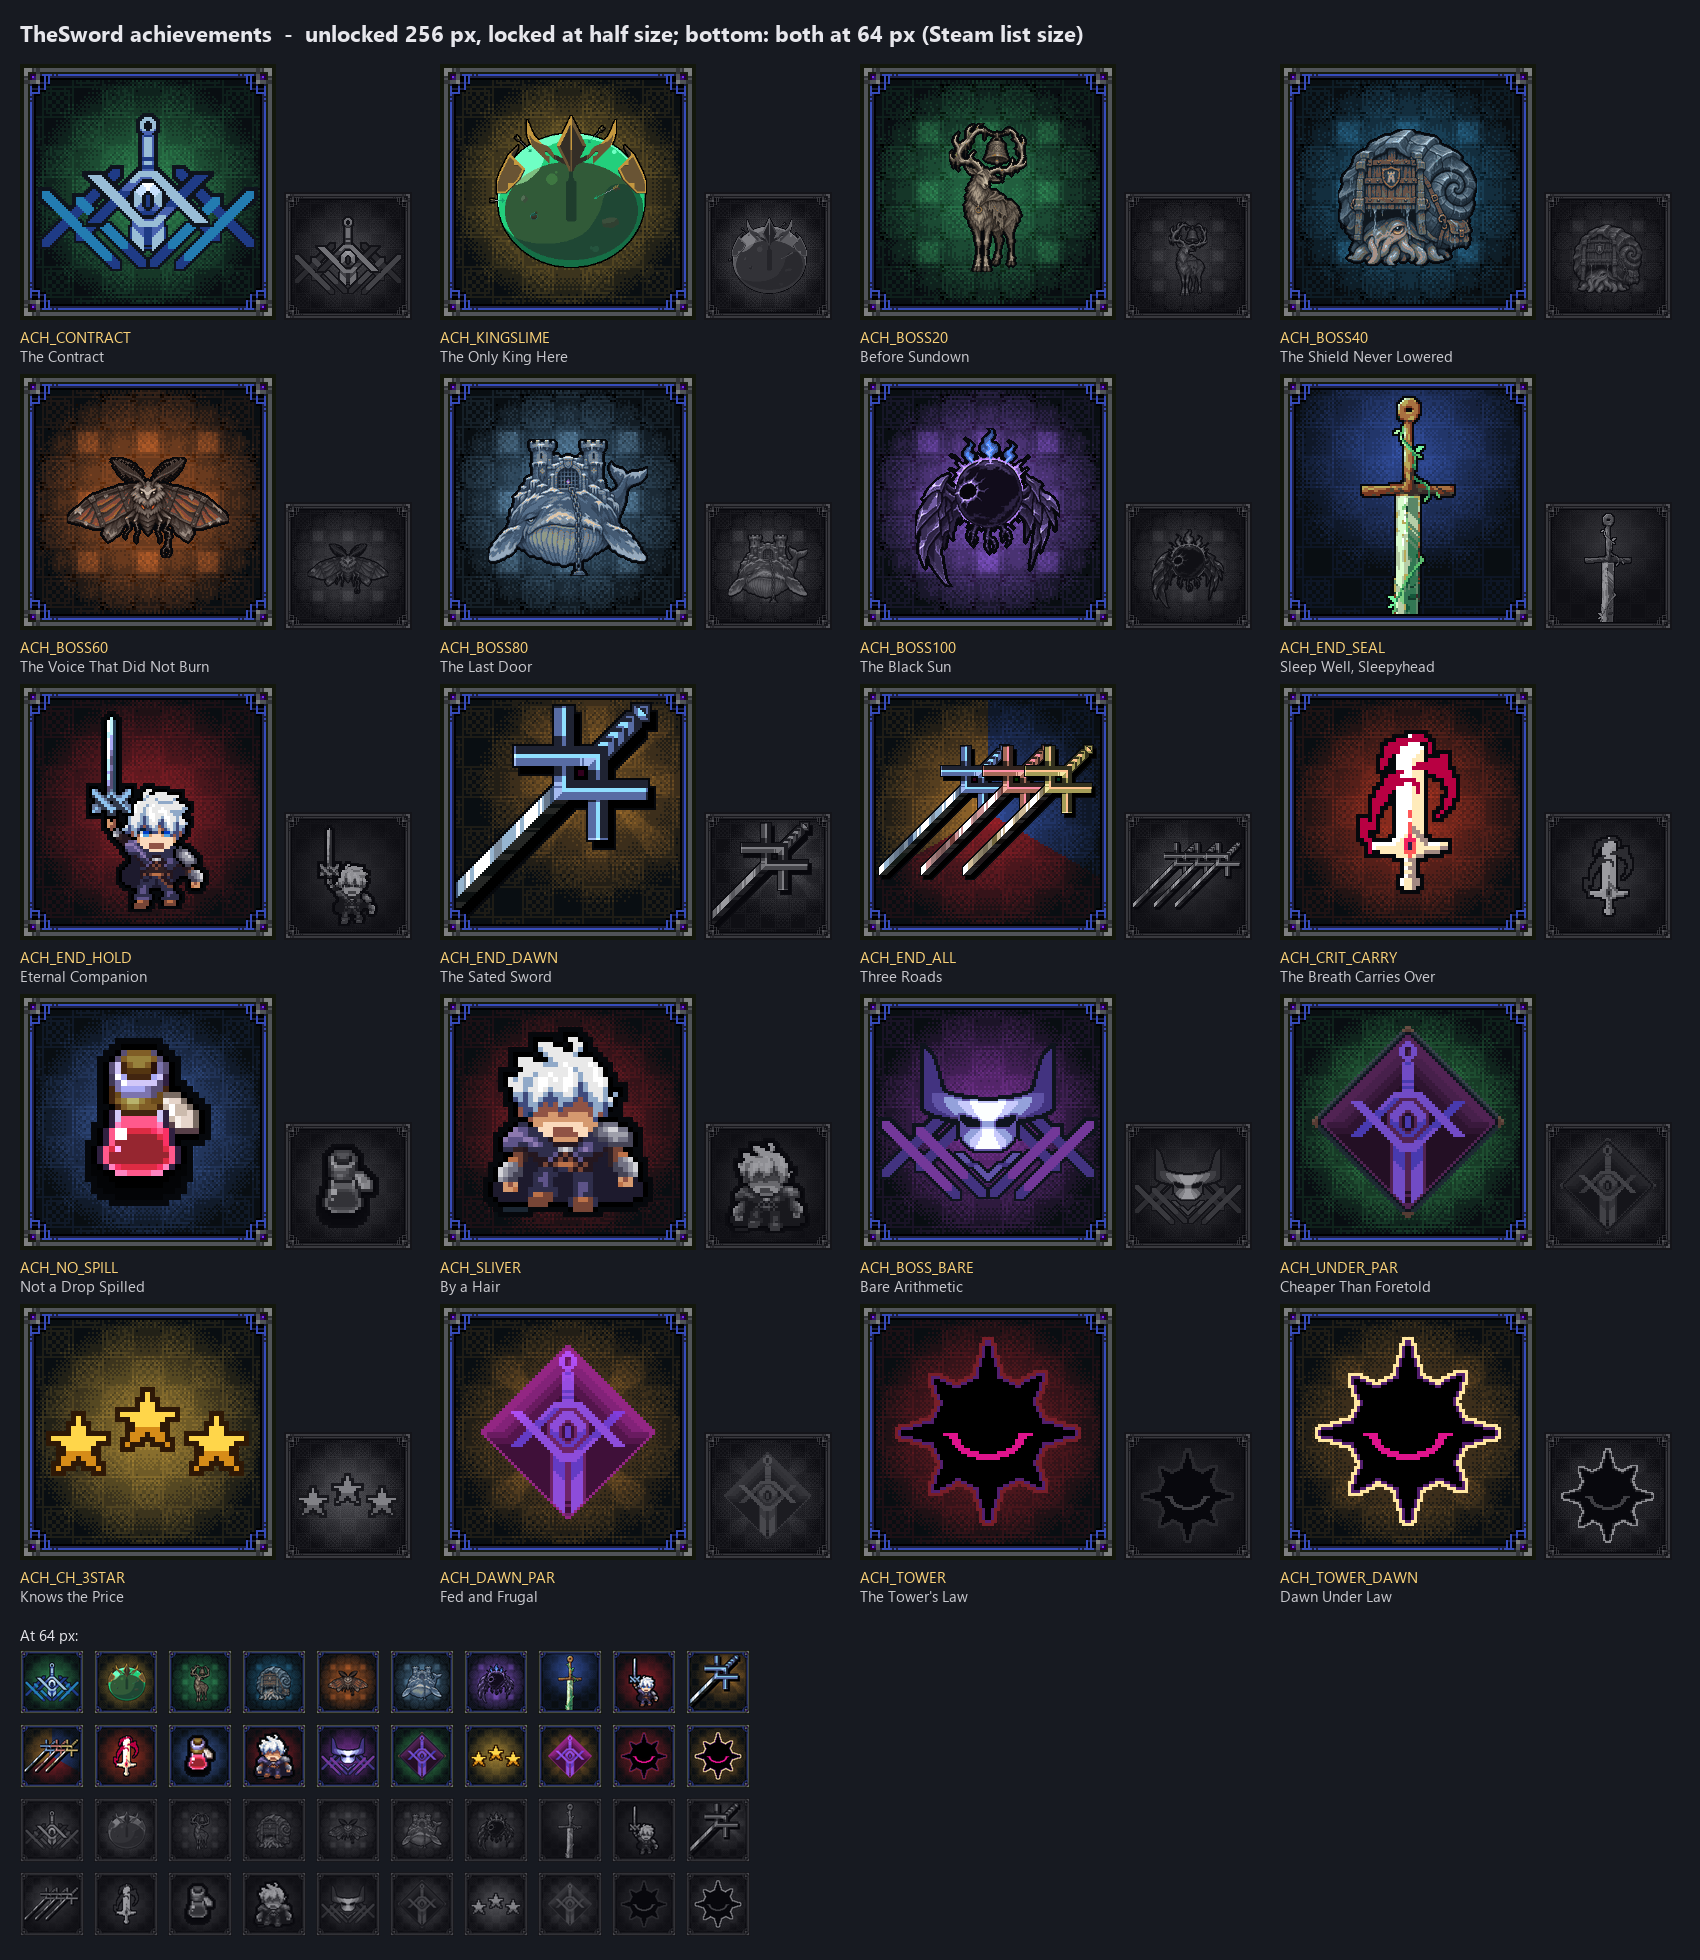 TheSword achievements - unlocked 256 px, locked at half size; bottom: both at 64 px (Steam list size)
ACH_CONTRACT
The Contract
ACH_KINGSLIME
The Only King Here
ACH_BOSS20
Before Sundown
ACH_BOSS40
The Shield Never Lowered
ACH_BOSS60
The Voice That Did Not Burn
ACH_BOSS80
The Last Door
ACH_BOSS100
The Black Sun
ACH_END_SEAL
Sleep Well, Sleepyhead
ACH_END_HOLD
Eternal Companion
ACH_END_DAWN
The Sated Sword
ACH_END_ALL
Three Roads
ACH_CRIT_CARRY
The Breath Carries Over
ACH_NO_SPILL
Not a Drop Spilled
ACH_SLIVER
By a Hair
ACH_BOSS_BARE
Bare Arithmetic
ACH_UNDER_PAR
Cheaper Than Foretold
ACH_CH_3STAR
Knows the Price
ACH_DAWN_PAR
Fed and Frugal
ACH_TOWER
The Tower's Law
ACH_TOWER_DAWN
Dawn Under Law
At 64 px: